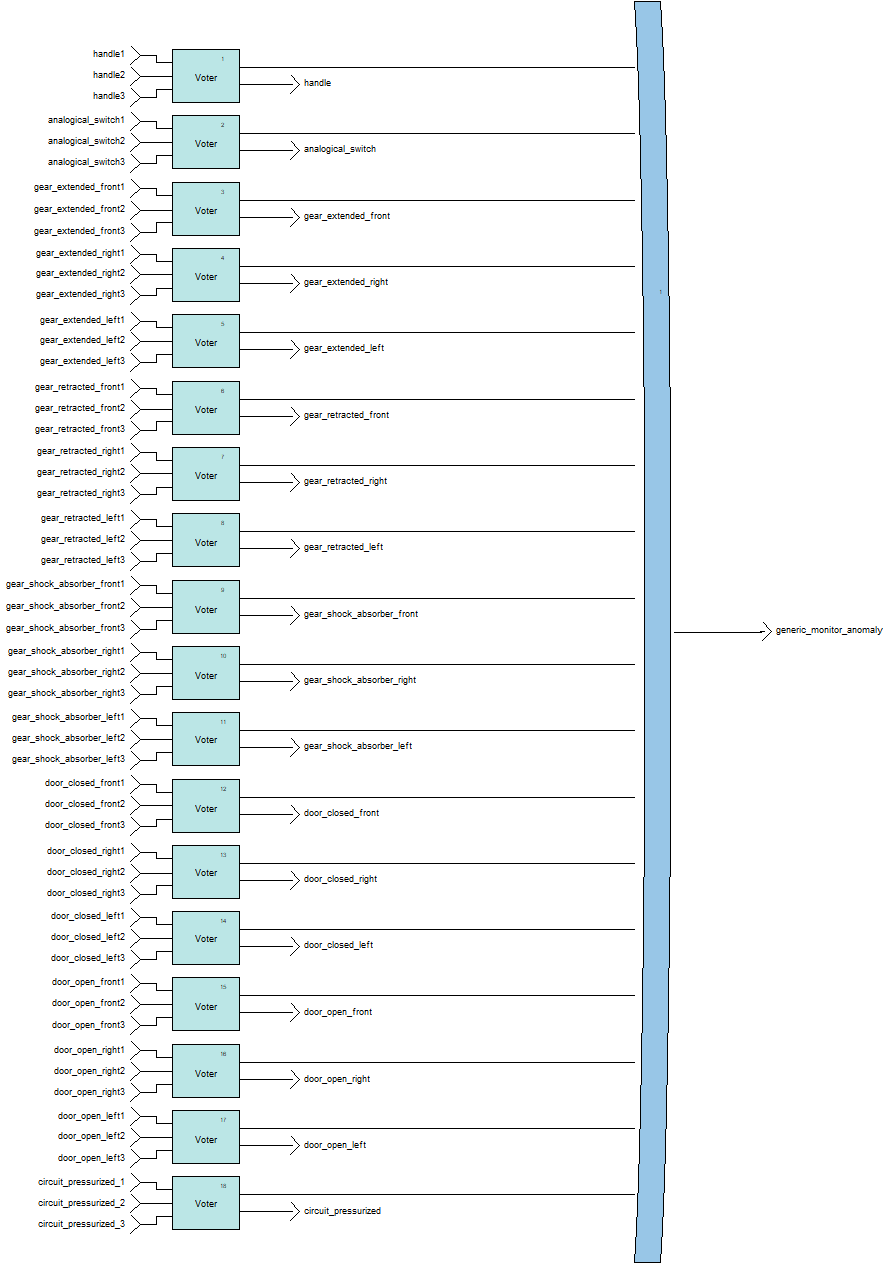 handle1
1
handle2
Voter
handle
handle3
analogical_switch1
2
analogical_switch2
Voter
analogical_switch
analogical_switch3
gear_extended_front1
3
gear_extended_front2
Voter
gear_extended_front
gear_extended_front3
gear_extended_right1
4
gear_extended_right2
Voter
gear_extended_right
gear_extended_right3
1
gear_extended_left1
5
gear_extended_left2
Voter
gear_extended_left
gear_extended_left3
gear_retracted_front1
6
gear_retracted_front2
Voter
gear_retracted_front
gear_retracted_front3
gear_retracted_right1
7
gear_retracted_right2
Voter
gear_retracted_right
gear_retracted_right3
gear_retracted_left1
8
gear_retracted_left2
Voter
gear_retracted_left
gear_retracted_left3
gear_shock_absorber_front1
9
gear_shock_absorber_front2
Voter
gear_shock_absorber_front
gear_shock_absorber_front3
generic_monitor_anomaly
gear_shock_absorber_right1
10
gear_shock_absorber_right2
Voter
gear_shock_absorber_right
gear_shock_absorber_right3
gear_shock_absorber_left1
11
gear_shock_absorber_left2
Voter
gear_shock_absorber_left
gear_shock_absorber_left3
door_closed_front1
12
door_closed_front2
Voter
door_closed_front
door_closed_front3
door_closed_right1
13
door_closed_right2
Voter
door_closed_right
door_closed_right3
door_closed_left1
14
door_closed_left2
Voter
door_closed_left
door_closed_left3
door_open_front1
15
door_open_front2
Voter
door_open_front
door_open_front3
door_open_right1
16
door_open_right2
Voter
door_open_right
door_open_right3
door_open_left1
17
door_open_left2
Voter
door_open_left
door_open_left3
circuit_pressurized_1
18
circuit_pressurized_2
Voter
circuit_pressurized
circuit_pressurized_3